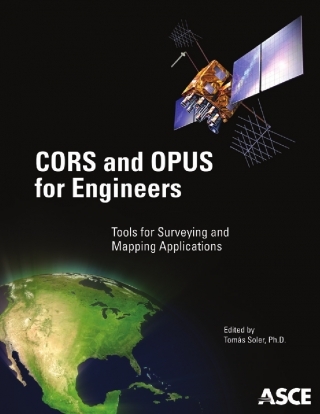 CORS and OPUS
for Engineers
Tools for Surveying and
Mapping Applications
Edited by
Tomás Soler, Ph.D.
ASCE